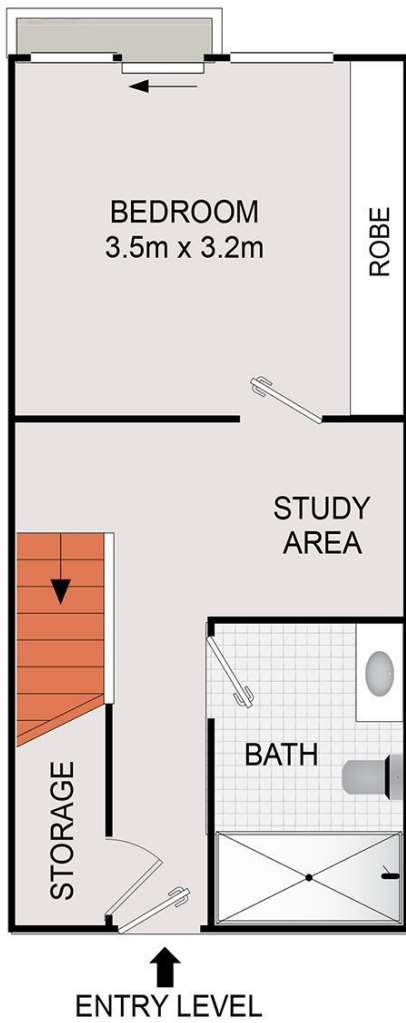 BEDROOM
3.5m x 3.2m
ROBE
STUDY
AREA
BATH
STORAGE
ENTRY LEVEL